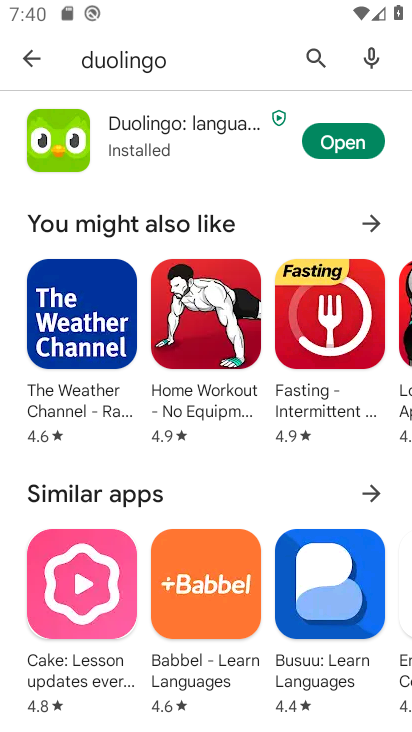 7:40
duolingo
Duolingo: langua...
Installed
Open
You might also like
The
Weather
Channel
Fasting
The Weather
Channel - Ra...
4.6★
Home Workout
- No Equipm...
4.9★
Fasting -
Intermittent ...
4.9★
Lo
Ap
4.
Similar apps
+Babbel
Cake: Lesson
updates ever...
4.8★
Babbel - Learn
Languages
4.6★
Busuu: Learn
Languages
4.4★
En
Co
4.